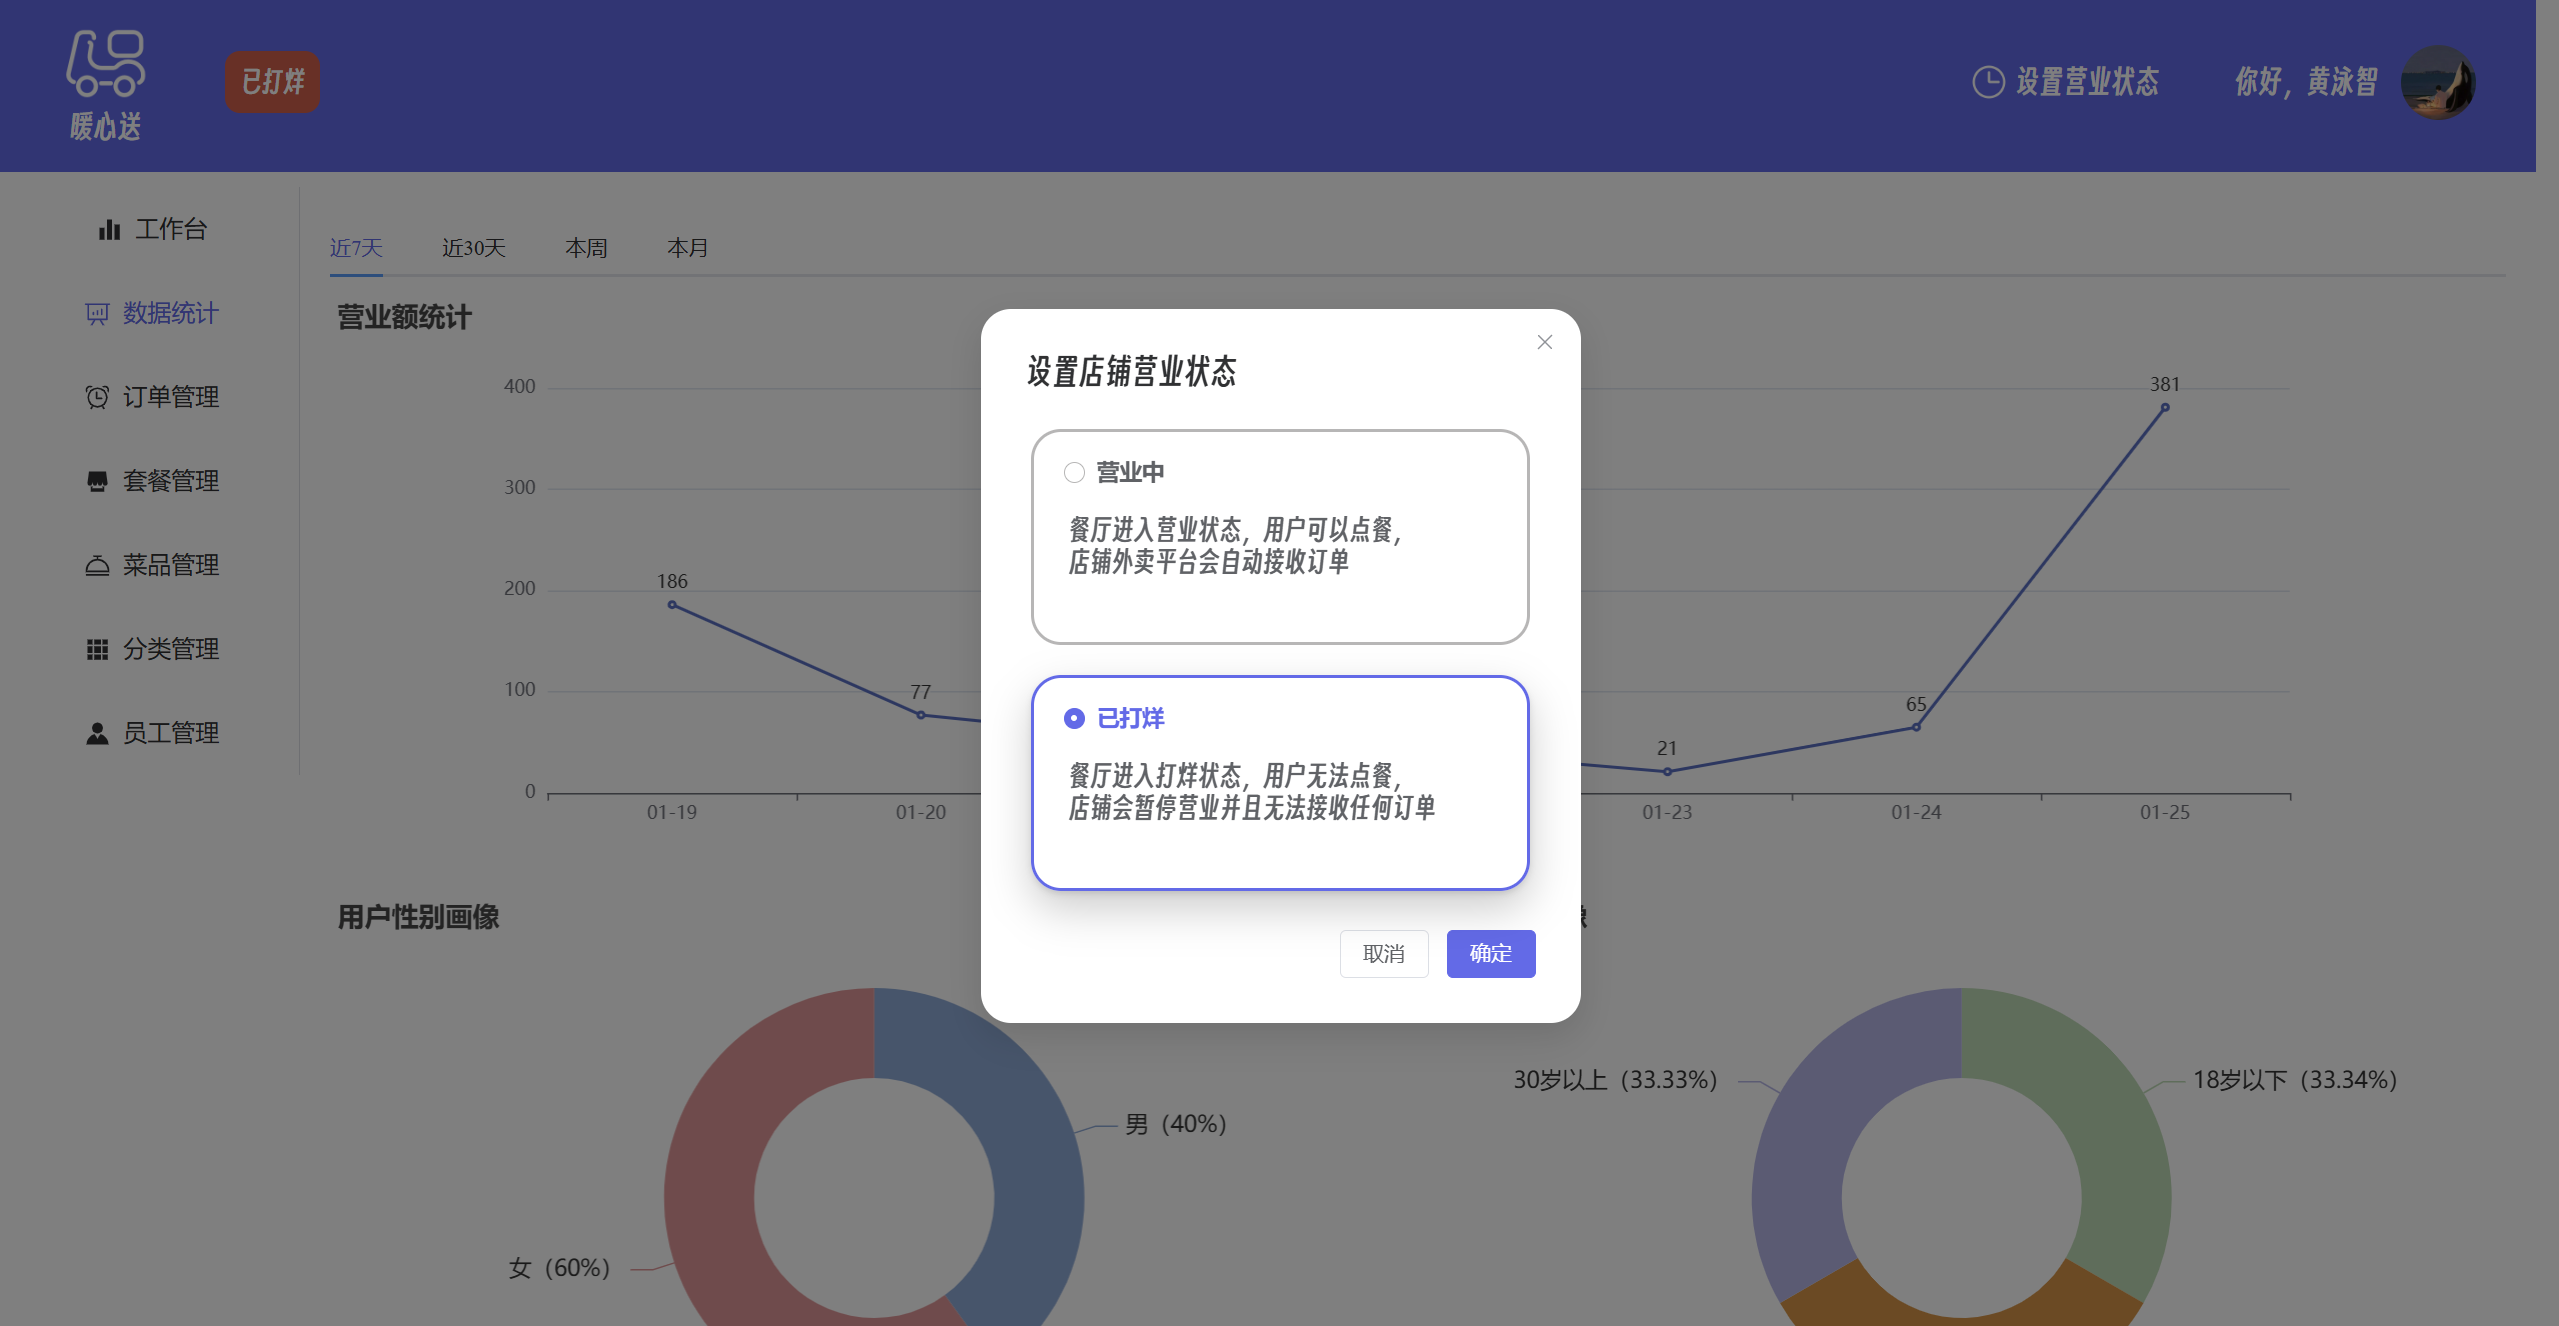 暖心送
已打烊
设置营业状态
你好，黄泳智
工作台
数据统计
订单管理
套餐管理
菜品管理
分类管理
员工管理
近7天
近30天
本周
本月
营业额统计
400
300
200
100
0
186
77
21
65
381
01-19
01-20
01-23
01-24
01-25
设置店铺营业状态
营业中
餐厅进入营业状态，用户可以点餐，
店铺外卖平台会自动接收订单
已打烊
餐厅进入打烊状态，用户无法点餐，
店铺会暂停营业并且无法接收任何订单
取消
确定
用户性别画像
男（40%）
女（60%）
30岁以上（33.33%）
18岁以下（33.34%）